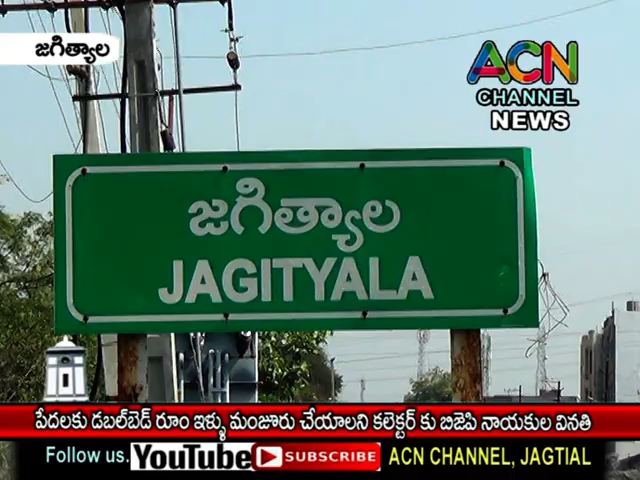 జగిత్యాల
ACN
CHANNEL
NEWS
జగిత్యాల
JAGITYALA
పేదలకు డబల్‌బెడ్ రూం ఇళ్ళు మంజూరు చేయాలని కలెక్టర్ కు బిజెపి నాయకుల వినతి
Follow us. YouTube SUBSCRIBE ACN CHANNEL, JAGTIAL